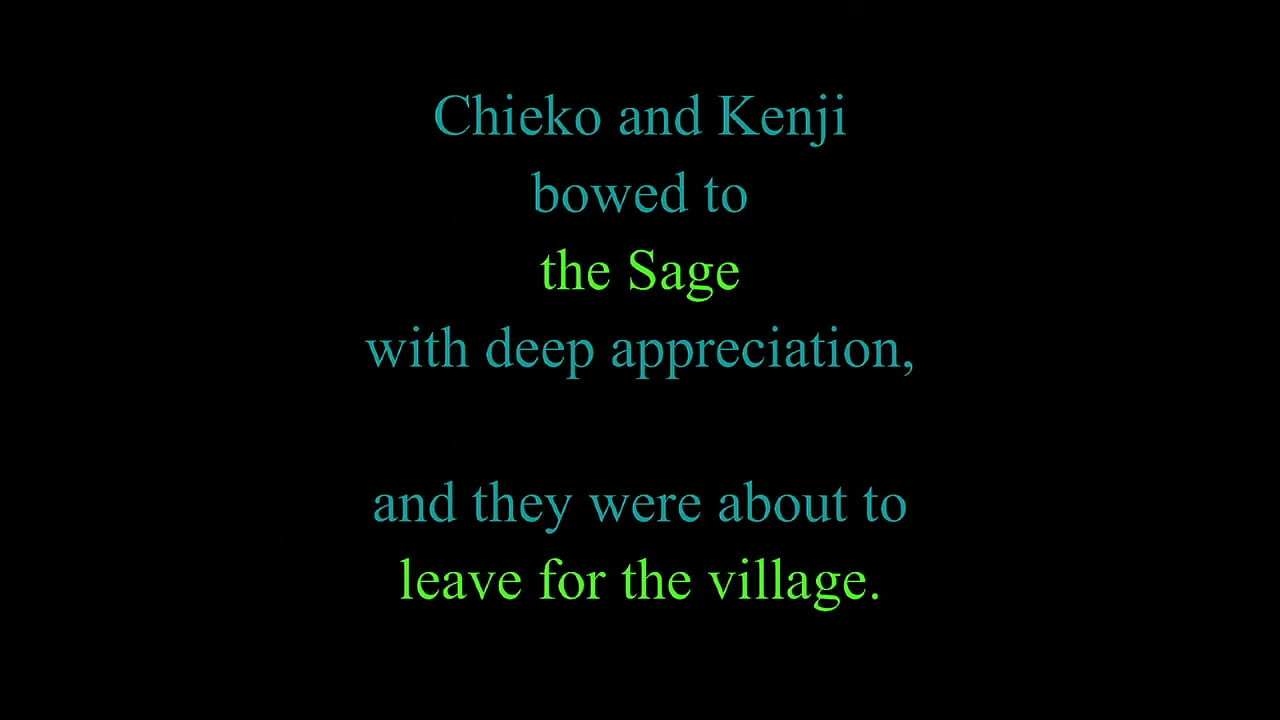 Chieko and Kenji
bowed to
the Sage
with deep appreciation,
and they were about to
leave for the village.